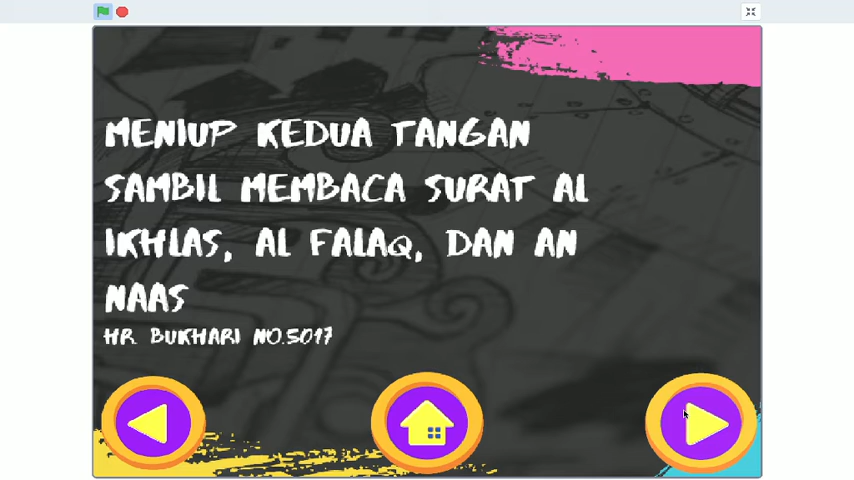 MENIUP KEDUA TANGAN
SAMBIL MEMBACA SURAT AL
IKHLAS, AL FALAQ, DAN AN
NAAS
HR. BUKHARI NO.5017